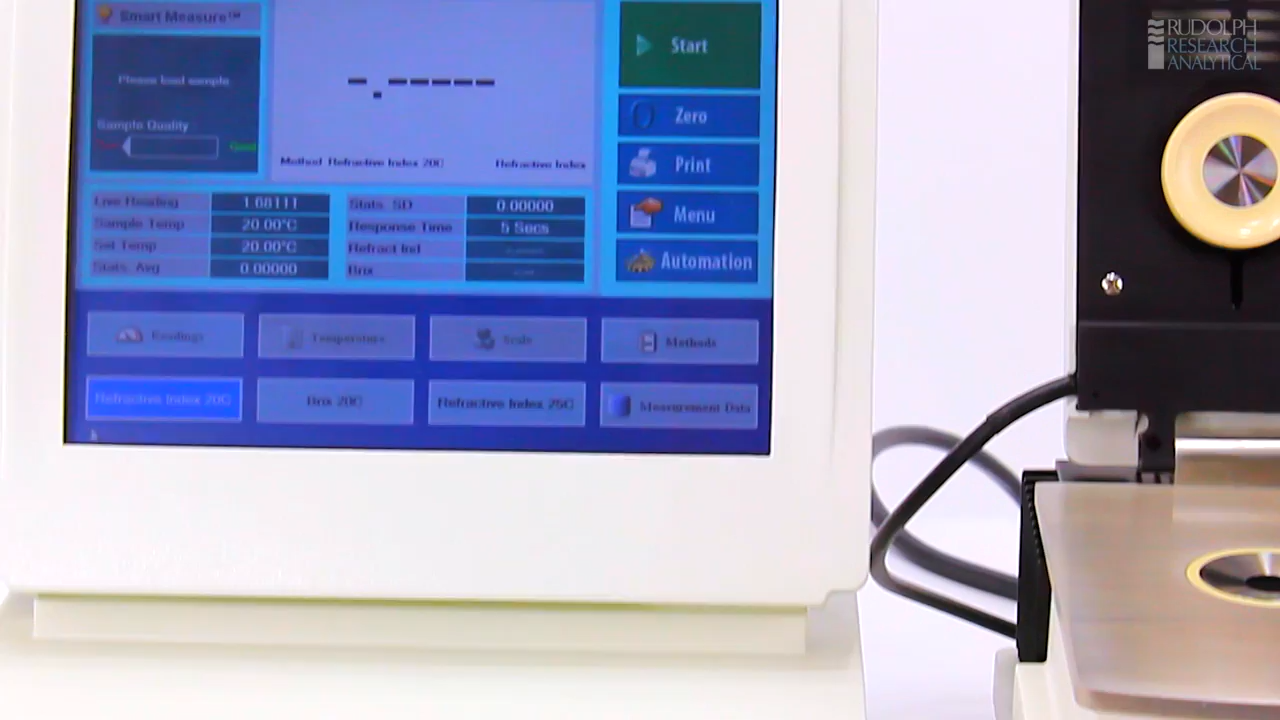 Smart Measure™
Please load sample
Sample Quality
Poor
Good
Method: Refractive Index 20C
Refractive Index
Start
Zero
Print
Menu
Automation
Live Reading 1.68111
Sample Temp 20.00°C
Set Temp 20.00°C
Stats. Avg 0.00000
Stats. SD 0.00000
Response Time 5 Secs
Refract Ind
Brix
Readings
Temperature
Scale
Methods
Refractive Index 20C
Brix 20C
Refractive Index 25C
Measurement Data
RUDOLPH
RESEARCH
ANALYTICAL